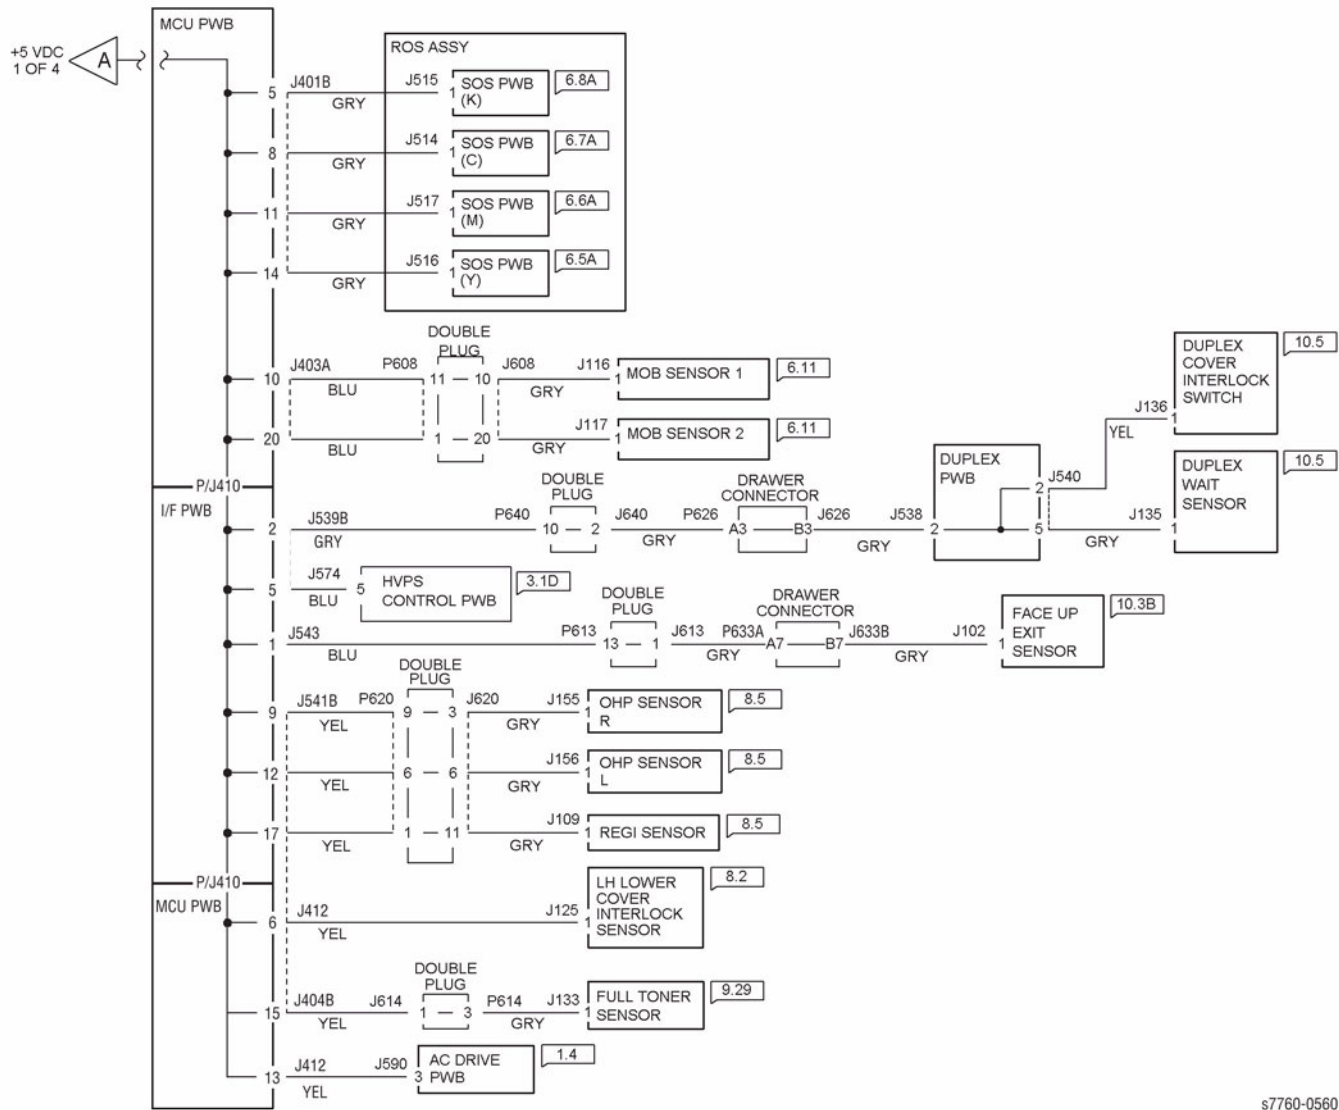 MCU PWB
+5 VDC
1 OF 4
A
ROS ASSY
5
J401B
GRY
J515
1
SOS PWB
(K)
6.8A
8
GRY
J514
1
SOS PWB
(C)
6.7A
11
GRY
J517
1
SOS PWB
(M)
6.6A
14
GRY
J516
1
SOS PWB
(Y)
6.5A
DOUBLE
PLUG
10
J403A
BLU
P608
11
10
J608
GRY
J116
1
MOB SENSOR 1
6.11
20
BLU
1
20
GRY
J117
1
MOB SENSOR 2
6.11
DUPLEX
COVER
INTERLOCK
SWITCH
10.5
J136
1
YEL
P/J410
I/F PWB
DOUBLE
PLUG
DRAWER
CONNECTOR
DUPLEX
PWB
2
J540
DUPLEX
WAIT
SENSOR
10.5
2
J539B
GRY
P640
10
2
J640
GRY
P626
A3
B3
J626
GRY
J538
2
5
GRY
J135
1
5
J574
BLU
5
HVPS
CONTROL PWB
3.1D
DOUBLE
PLUG
DRAWER
CONNECTOR
1
J543
BLU
P613
13
1
J613
GRY
P633A
A7
B7
J633B
GRY
J102
1
FACE UP
EXIT
SENSOR
10.3B
DOUBLE
PLUG
9
J541B
YEL
P620
9
3
J620
GRY
J155
1
OHP SENSOR
R
8.5
12
YEL
6
6
GRY
J156
1
OHP SENSOR
L
8.5
17
YEL
1
11
GRY
J109
1
REGI SENSOR
8.5
P/J410
MCU PWB
6
J412
YEL
J125
1
LH LOWER
COVER
INTERLOCK
SENSOR
8.2
DOUBLE
PLUG
15
J404B
YEL
J614
1
3
P614
GRY
J133
1
FULL TONER
SENSOR
9.29
13
J412
YEL
J590
3
AC DRIVE
PWB
1.4
s7760-0560